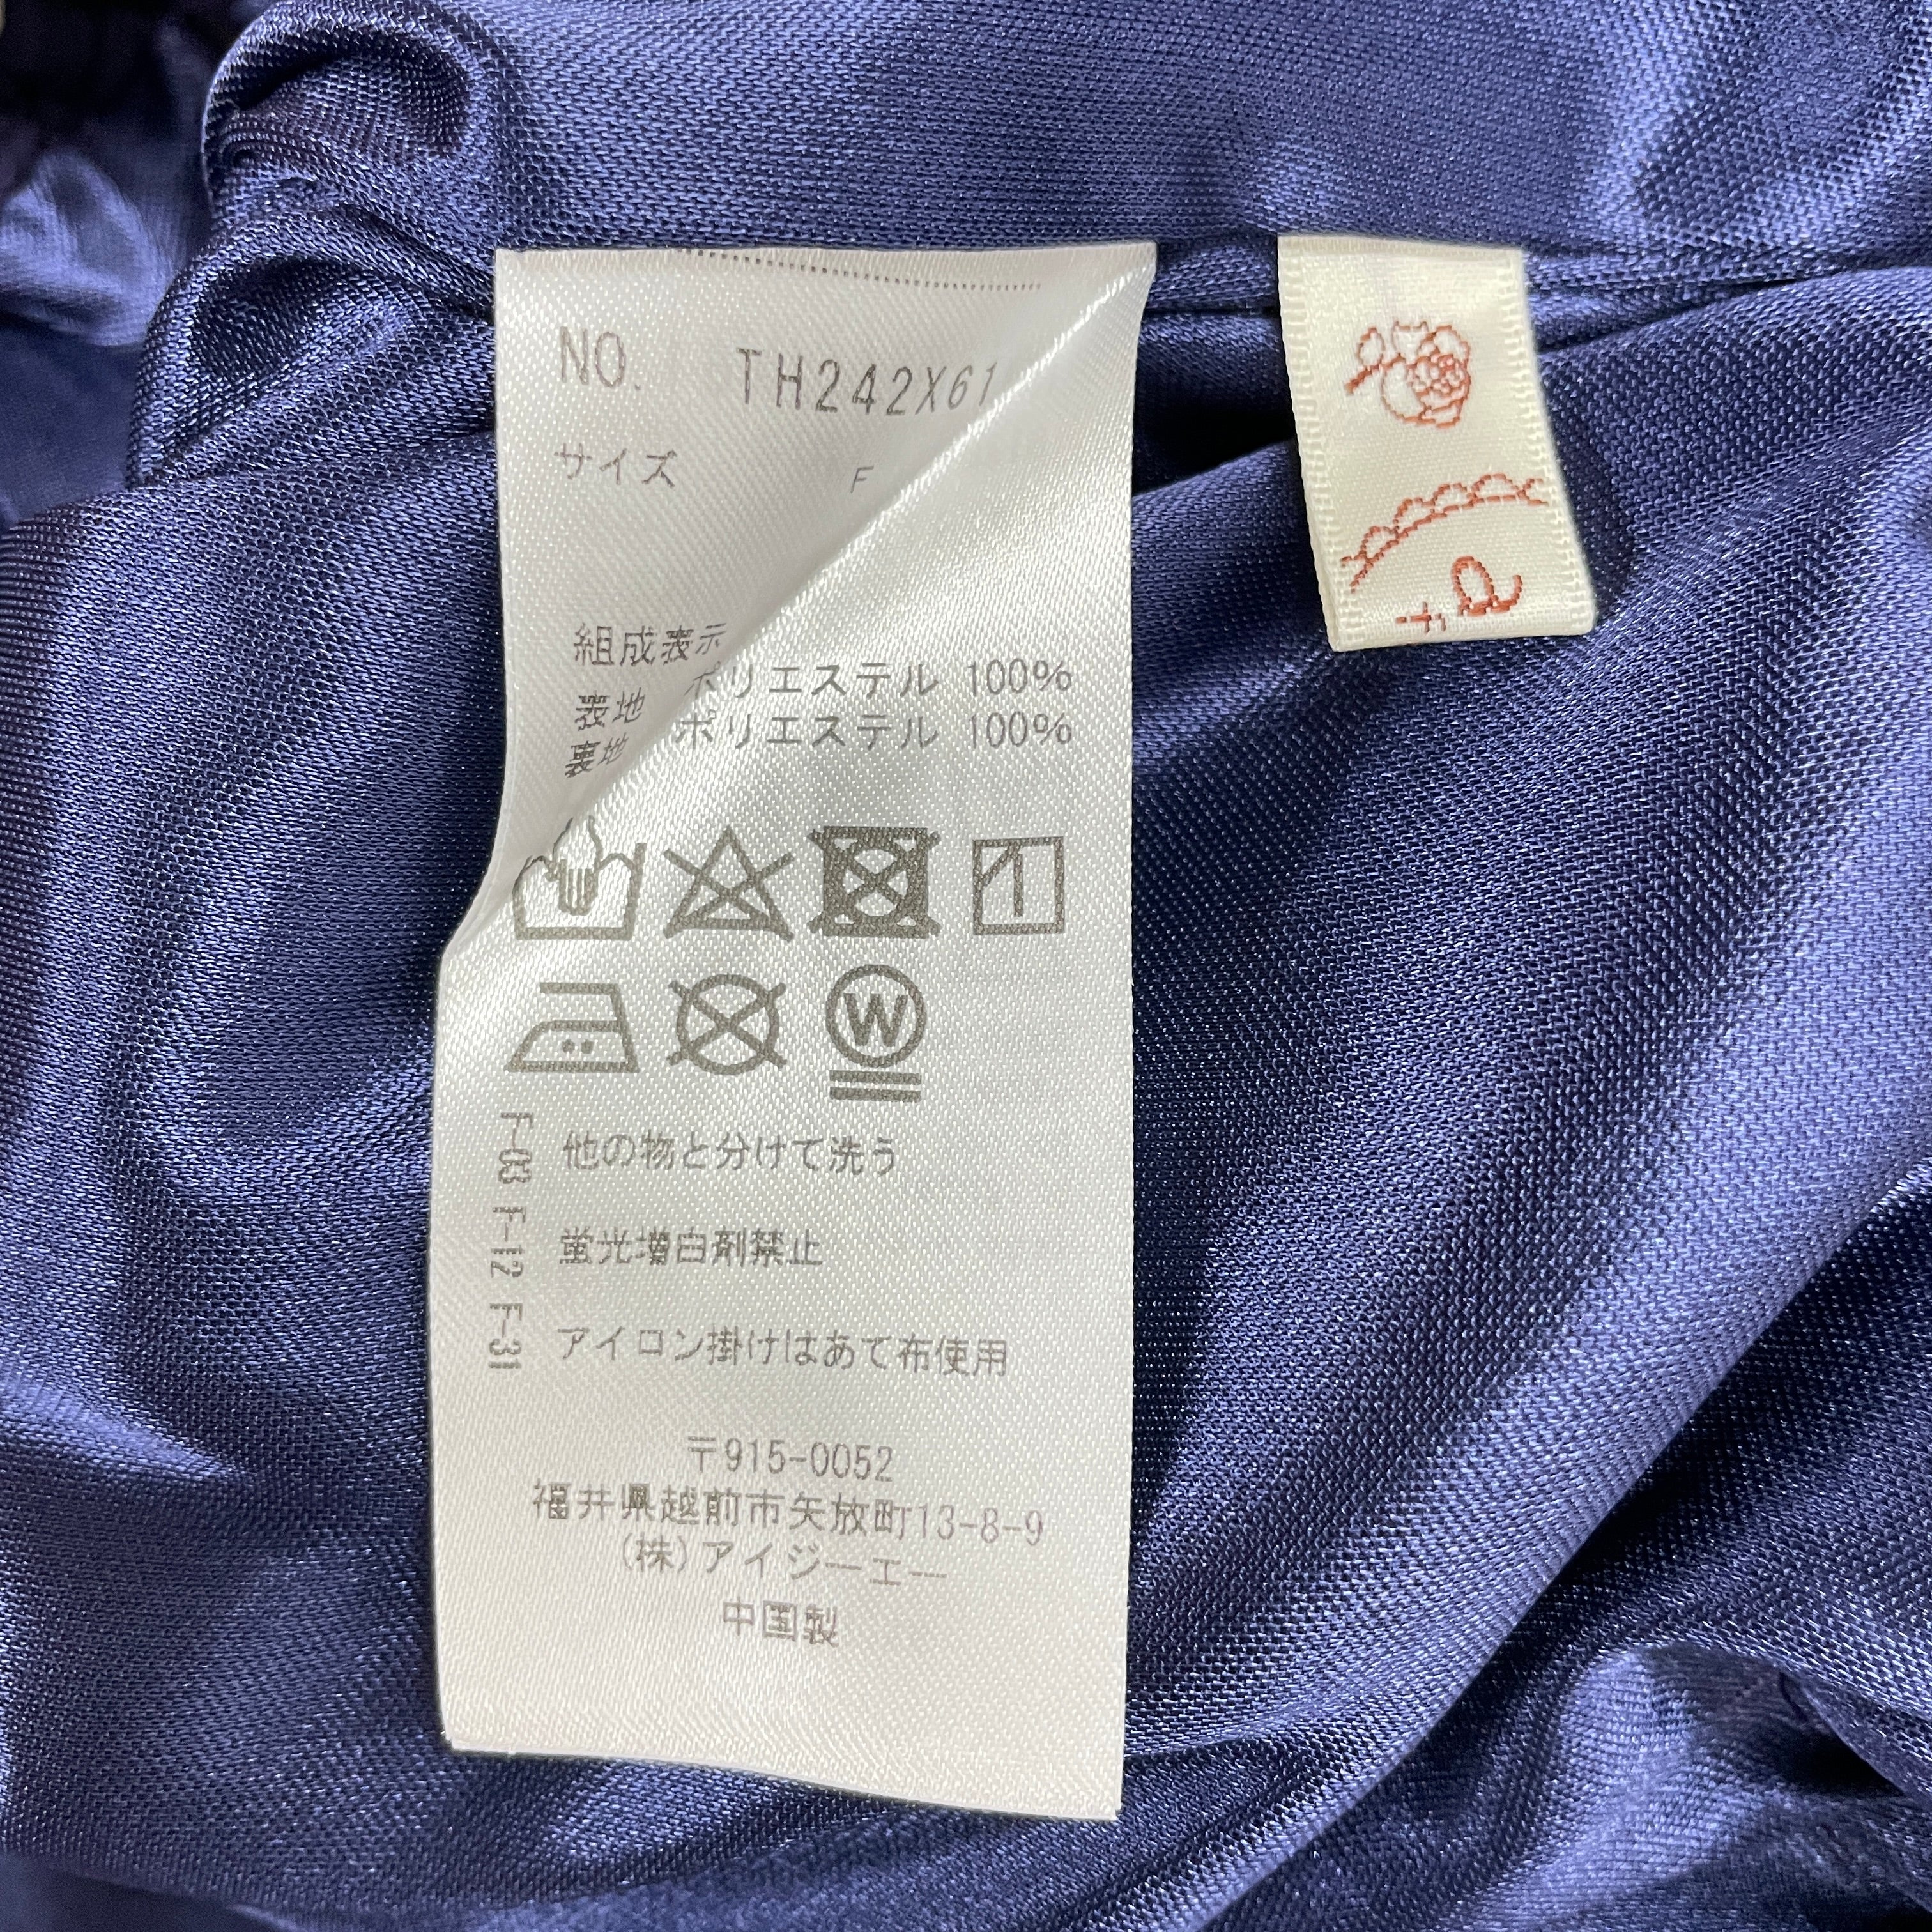 NO. TH242X61
サイズ F
組成表示
表地 ポリエステル 100%
裏地 ポリエステル 100%
W
他の物と分けて洗う
蛍光増白剤禁止
アイロン掛けはあて布使用
F-03 F-12 F-31
〒915-0052
福井県越前市矢放町13-8-9
(株)アイジーエー
中国製